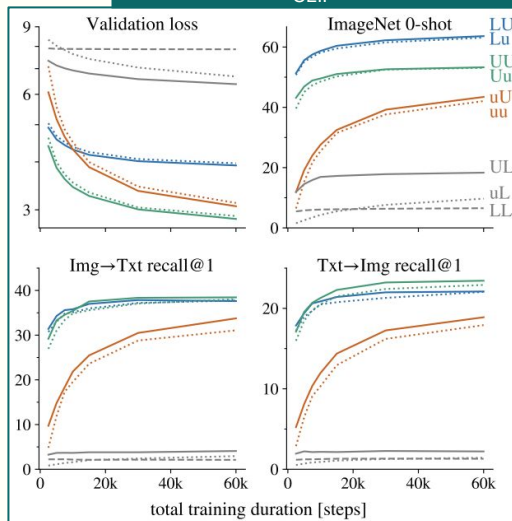 Validation loss
ImageNet 0-shot
9
6
3
60
40
20
0
LU
Lu
UU
Uu
uU
uu
UL
uL
LL
Img→Txt recall@1
Txt→Img recall@1
40
30
20
10
0
20
10
0
0
20k
40k
60k
0
20k
40k
60k
total training duration [steps]